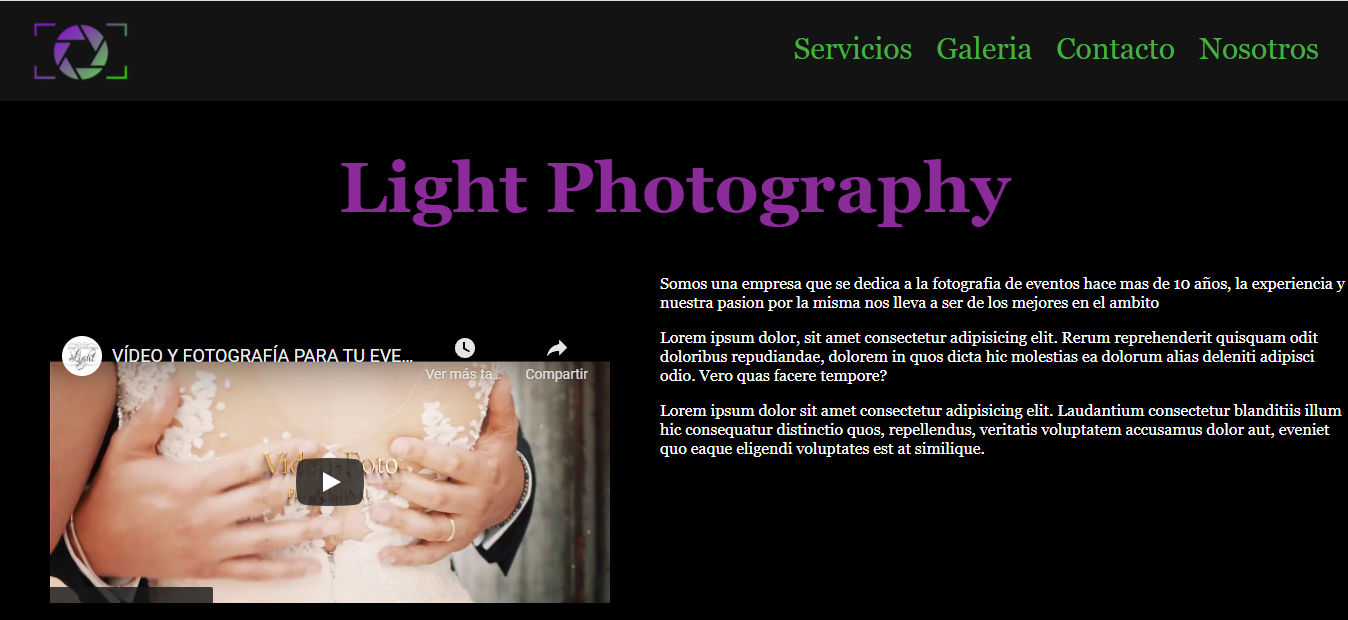 Servicios Galeria Contacto Nosotros
Light Photography
Somos una empresa que se dedica a la fotografia de eventos hace mas de 10 años, la experiencia y
nuestra pasion por la misma nos lleva a ser de los mejores en el ambito
Lorem ipsum dolor, sit amet consectetur adipisicing elit. Rerum reprehenderit quisquam odit
doloribus repudiandae, dolorem in quos dicta hic molestias ea dolorum alias deleniti adipisci
odio. Vero quas facere tempore?
Lorem ipsum dolor sit amet consectetur adipisicing elit. Laudantium consectetur blanditiis illum
hic consequatur distinctio quos, repellendus, veritatis voluptatem accusamus dolor aut, eveniet
quo eaque eligendi voluptates est at similique.
Light
VÍDEO Y FOTOGRAFÍA PARA TU EVE...
Ver más ta... Compartir